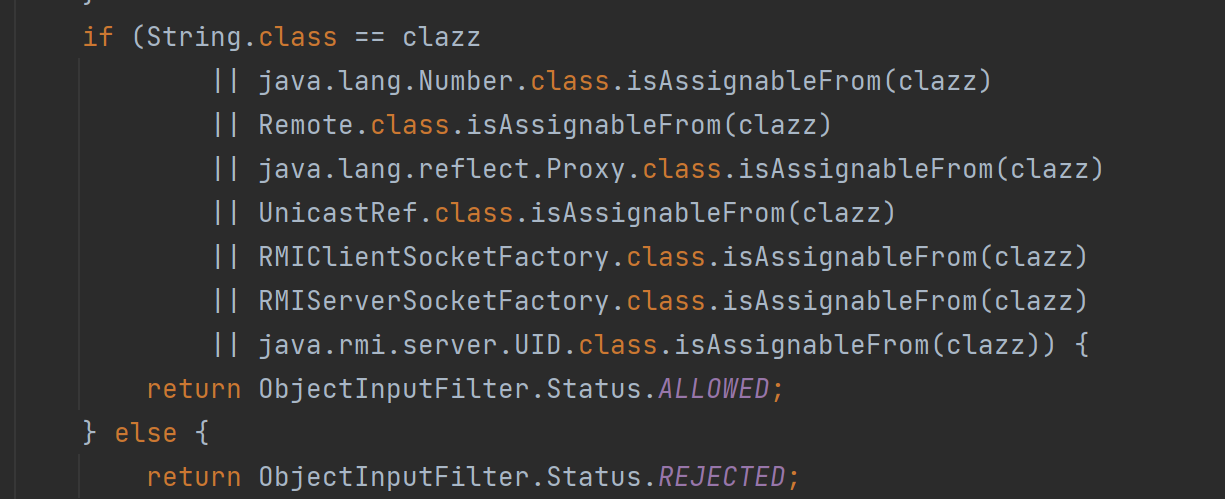 if (String.class == clazz
|| java.lang.Number.class.isAssignableFrom(clazz)
|| Remote.class.isAssignableFrom(clazz)
|| java.lang.reflect.Proxy.class.isAssignableFrom(clazz)
|| UnicastRef.class.isAssignableFrom(clazz)
|| RMIClientSocketFactory.class.isAssignableFrom(clazz)
|| RMIServerSocketFactory.class.isAssignableFrom(clazz)
|| java.rmi.server.UID.class.isAssignableFrom(clazz)) {
return ObjectInputFilter.Status.ALLOWED;
} else {
return ObjectInputFilter.Status.REJECTED;